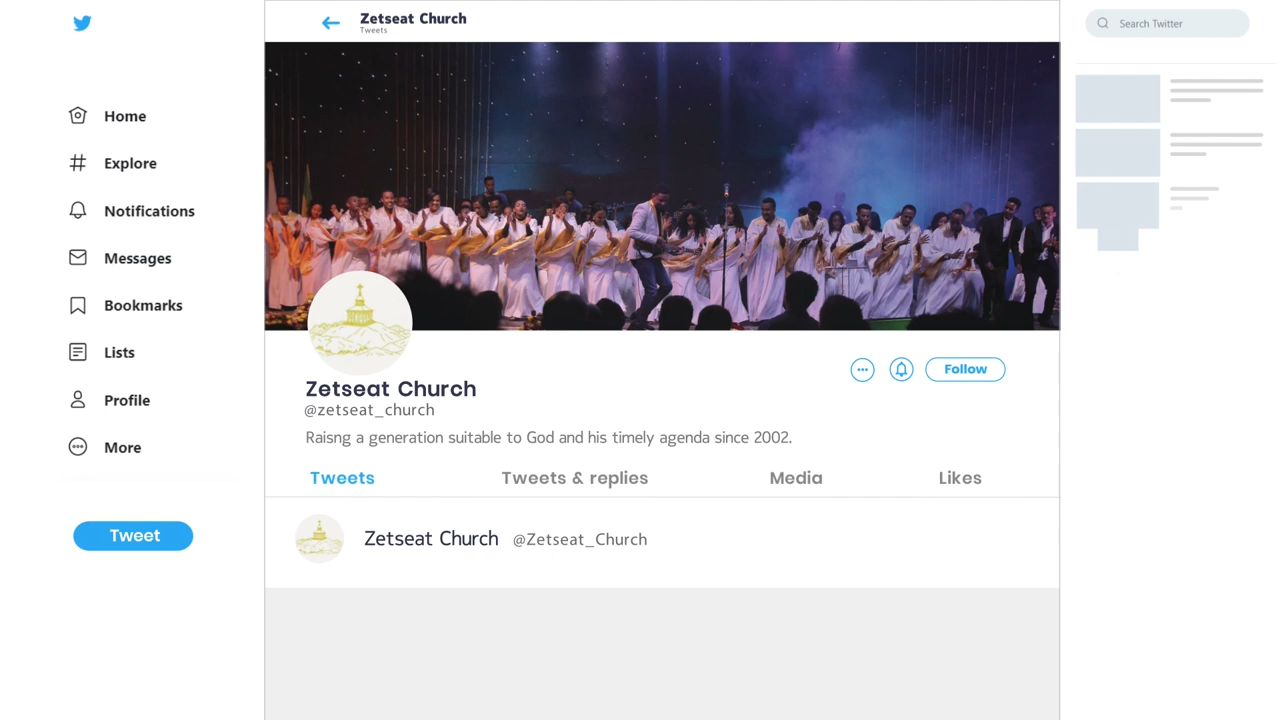 Zetseat Church
Tweets
Search Twitter
Home
Explore
Notifications
Messages
Bookmarks
Lists
Profile
More
Tweet
Follow
Zetseat Church
@zetseat_church
Raisng a generation suitable to God and his timely agenda since 2002.
Tweets Tweets & replies Media Likes
Zetseat Church @Zetseat_Church